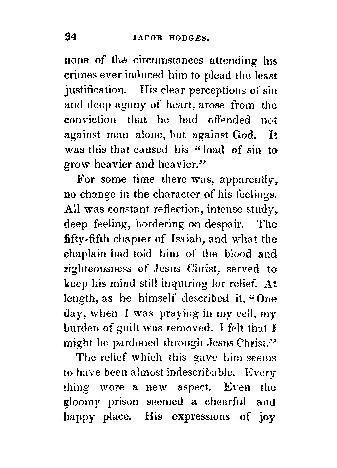 24 JACOB HODGES.
none of the circumstances attending his
crimes ever induced him to plead the least
justification. His clear perceptions of sin
and deep agony of heart, arose from the
conviction that he had offended not
against man alone, but against God. It
was this that caused his "load of sin to
grow heavier and heavier."
For some time there was, apparently,
no change in the character of his feelings.
All was constant reflection, intense study,
deep feeling, bordering on despair. The
fifty-fifth chapter of Isaiah, and what the
chaplain had told him of the blood and
righteousness of Jesus Christ, served to
keep his mind still inquiring for relief. At
length, as he himself described it, "One
day, when I was praying in my cell, my
burden of guilt was removed. I felt that I
might be pardoned through Jesus Christ."
The relief which this gave him seems
to have been almost indescribable. Every
thing wore a new aspect. Even the
gloomy prison seemed a cheerful and
happy place. His expressions of joy